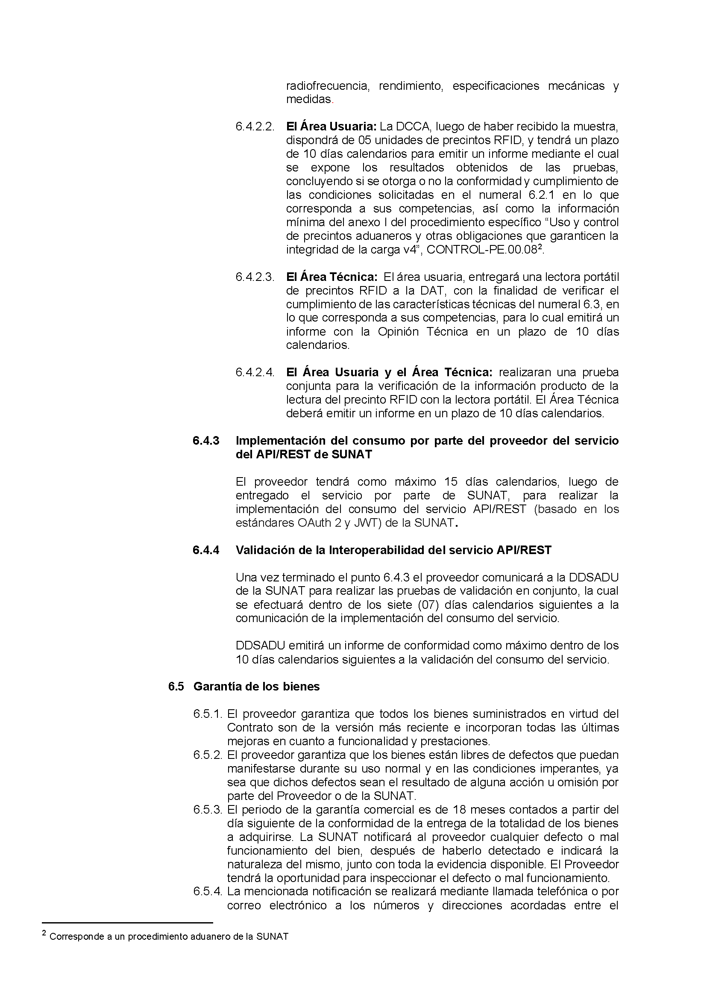 radiofrecuencia, rendimiento, especificaciones mecánicas y
medidas.
6.4.2.2. El Área Usuaria: La DCCA, luego de haber recibido la muestra,
dispondrá de 05 unidades de precintos RFID, y tendrá un plazo
de 10 días calendarios para emitir un informe mediante el cual
se expone los resultados obtenidos de las pruebas,
concluyendo si se otorga o no la conformidad y cumplimiento de
las condiciones solicitadas en el numeral 6.2.1 en lo que
corresponda a sus competencias, así como la información
mínima del anexo I del procedimiento específico “Uso y control
de precintos aduaneros y otras obligaciones que garanticen la
integridad de la carga v4”, CONTROL-PE.00.08².
6.4.2.3. El Área Técnica: El área usuaria, entregará una lectora portátil
de precintos RFID a la DAT, con la finalidad de verificar el
cumplimiento de las características técnicas del numeral 6.3, en
lo que corresponda a sus competencias, para lo cual emitirá un
informe con la Opinión Técnica en un plazo de 10 días
calendarios.
6.4.2.4. El Área Usuaria y el Área Técnica: realizaran una prueba
conjunta para la verificación de la información producto de la
lectura del precinto RFID con la lectora portátil. El Área Técnica
deberá emitir un informe en un plazo de 10 días calendarios.
6.4.3 Implementación del consumo por parte del proveedor del servicio
del API/REST de SUNAT
El proveedor tendrá como máximo 15 días calendarios, luego de
entregado el servicio por parte de SUNAT, para realizar la
implementación del consumo del servicio API/REST (basado en los
estándares OAuth 2 y JWT) de la SUNAT.
6.4.4 Validación de la Interoperabilidad del servicio API/REST
Una vez terminado el punto 6.4.3 el proveedor comunicará a la DDSADU
de la SUNAT para realizar las pruebas de validación en conjunto, la cual
se efectuará dentro de los siete (07) días calendarios siguientes a la
comunicación de la implementación del consumo del servicio.
DDSADU emitirá un informe de conformidad como máximo dentro de los
10 días calendarios siguientes a la validación del consumo del servicio.
6.5 Garantía de los bienes
6.5.1. El proveedor garantiza que todos los bienes suministrados en virtud del
Contrato son de la versión más reciente e incorporan todas las últimas
mejoras en cuanto a funcionalidad y prestaciones.
6.5.2. El proveedor garantiza que los bienes están libres de defectos que puedan
manifestarse durante su uso normal y en las condiciones imperantes, ya
sea que dichos defectos sean el resultado de alguna acción u omisión por
parte del Proveedor o de la SUNAT.
6.5.3. El periodo de la garantía comercial es de 18 meses contados a partir del
día siguiente de la conformidad de la entrega de la totalidad de los bienes
a adquirirse. La SUNAT notificará al proveedor cualquier defecto o mal
funcionamiento del bien, después de haberlo detectado e indicará la
naturaleza del mismo, junto con toda la evidencia disponible. El Proveedor
tendrá la oportunidad para inspeccionar el defecto o mal funcionamiento.
6.5.4. La mencionada notificación se realizará mediante llamada telefónica o por
correo electrónico a los números y direcciones acordadas entre el
² Corresponde a un procedimiento aduanero de la SUNAT